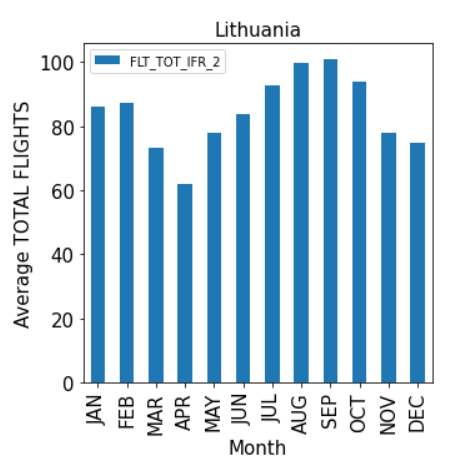 Lithuania
FLT_TOT_IFR_2
Average TOTAL FLIGHTS
100
80
60
40
20
0
JAN FEB MAR APR MAY JUN JUL AUG SEP OCT NOV DEC
Month